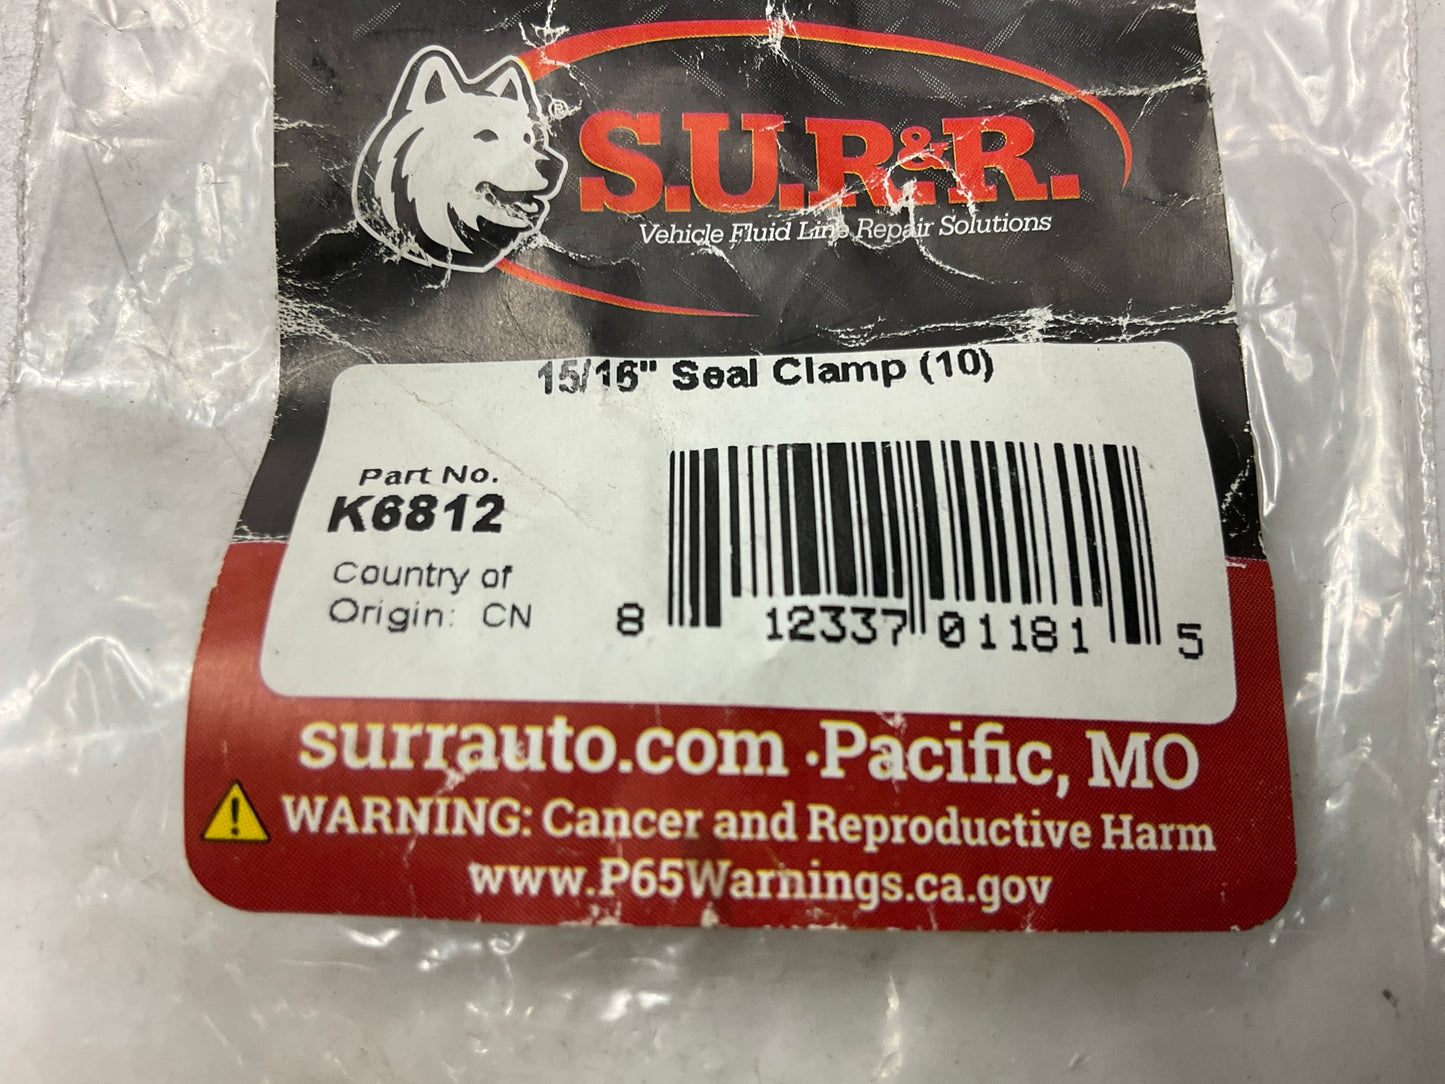 ®
S.U.R.&R.
Vehicle Fluid Line Repair Solutions
15/16" Seal Clamp (10)
Part No.
K6812
Country of
Origin: CN
8 12337 01181 5
surrauto.com · Pacific, MO
WARNING: Cancer and Reproductive Harm
www.P65Warnings.ca.gov